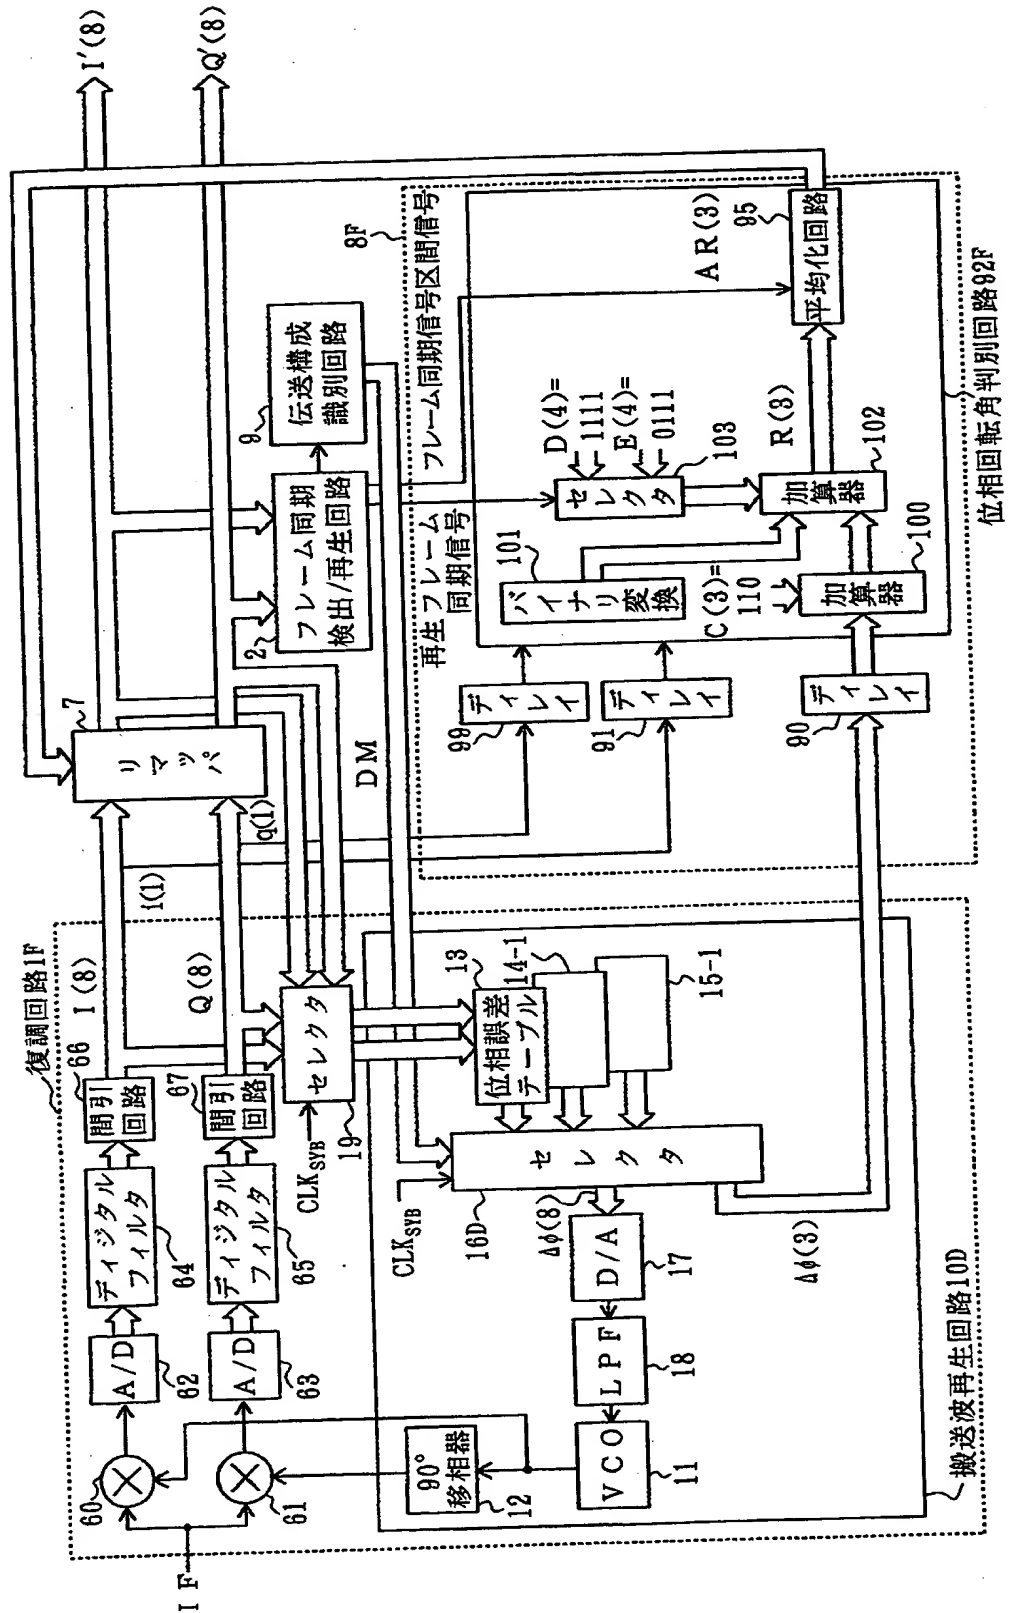 I F
復調回路1F
60
61
A/D
62
A/D
63
ディジタル
フィルタ
64
ディジタル
フィルタ
65
間引
回路
66
間引
回路
67
I(8)
Q(8)
i(1)
q(1)
リマッパ
7
I'(8)
Q'(8)
CLKSYB
セレクタ
19
フレーム同期
検出/再生回路
2
伝送構成
識別回路
9
DM
搬送波再生回路10D
90°
移相器
12
VCO
11
LPF
18
D/A
17
Δφ(8)
CLKSYB
セレクタ
16D
位相誤差
テーブル
13
14-1
15-1
Δφ(3)
8F
フレーム同期信号区間信号
再生フレーム
同期信号
ディレイ
99
ディレイ
91
ディレイ
90
バイナリ変換
101
セレクタ
103
D(4)=
1111
E(4)=
0111
C(3)=
110
加算器
100
加算器
102
R(3)
平均化回路
95
AR(3)
位相回転角判別回路92F